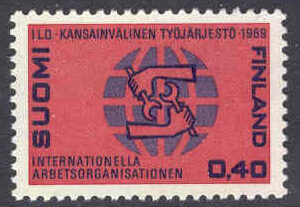 I.L.O. - KANSAINVÄLINEN TYÖJÄRJESTÖ - 1969
SUOMI
FINLAND
INTERNATIONELLA
ARBETSORGANISATIONEN
0,40